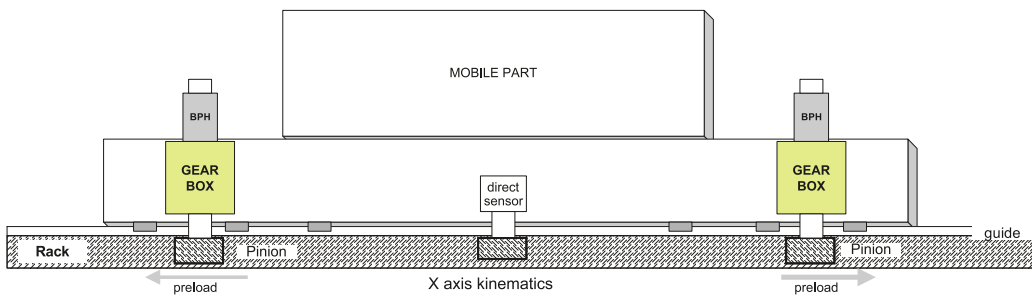 MOBILE PART
BPH
BPH
GEAR
BOX
GEAR
BOX
direct
sensor
guide
Rack
Pinion
Pinion
preload
X axis kinematics
preload